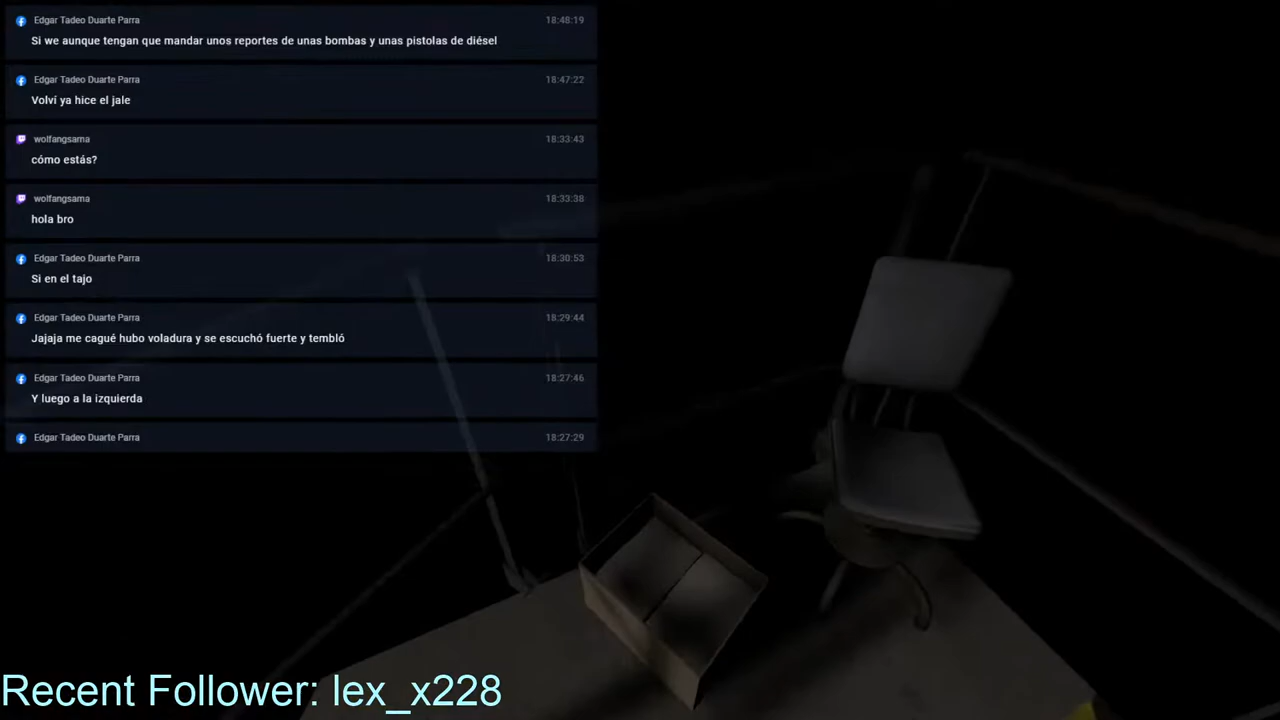 Edgar Tadeo Duarte Parra 18:48:19
Si we aunque tengan que mandar unos reportes de unas bombas y unas pistolas de diésel
Edgar Tadeo Duarte Parra 18:47:22
Volví ya hice el jale
wolfangsama 18:33:43
cómo estás?
wolfangsama 18:33:38
hola bro
Edgar Tadeo Duarte Parra 18:30:53
Si en el tajo
Edgar Tadeo Duarte Parra 18:29:44
Jajaja me cagué hubo voladura y se escuchó fuerte y tembló
Edgar Tadeo Duarte Parra 18:27:46
Y luego a la izquierda
Edgar Tadeo Duarte Parra 18:27:29
Recent Follower: lex_x228